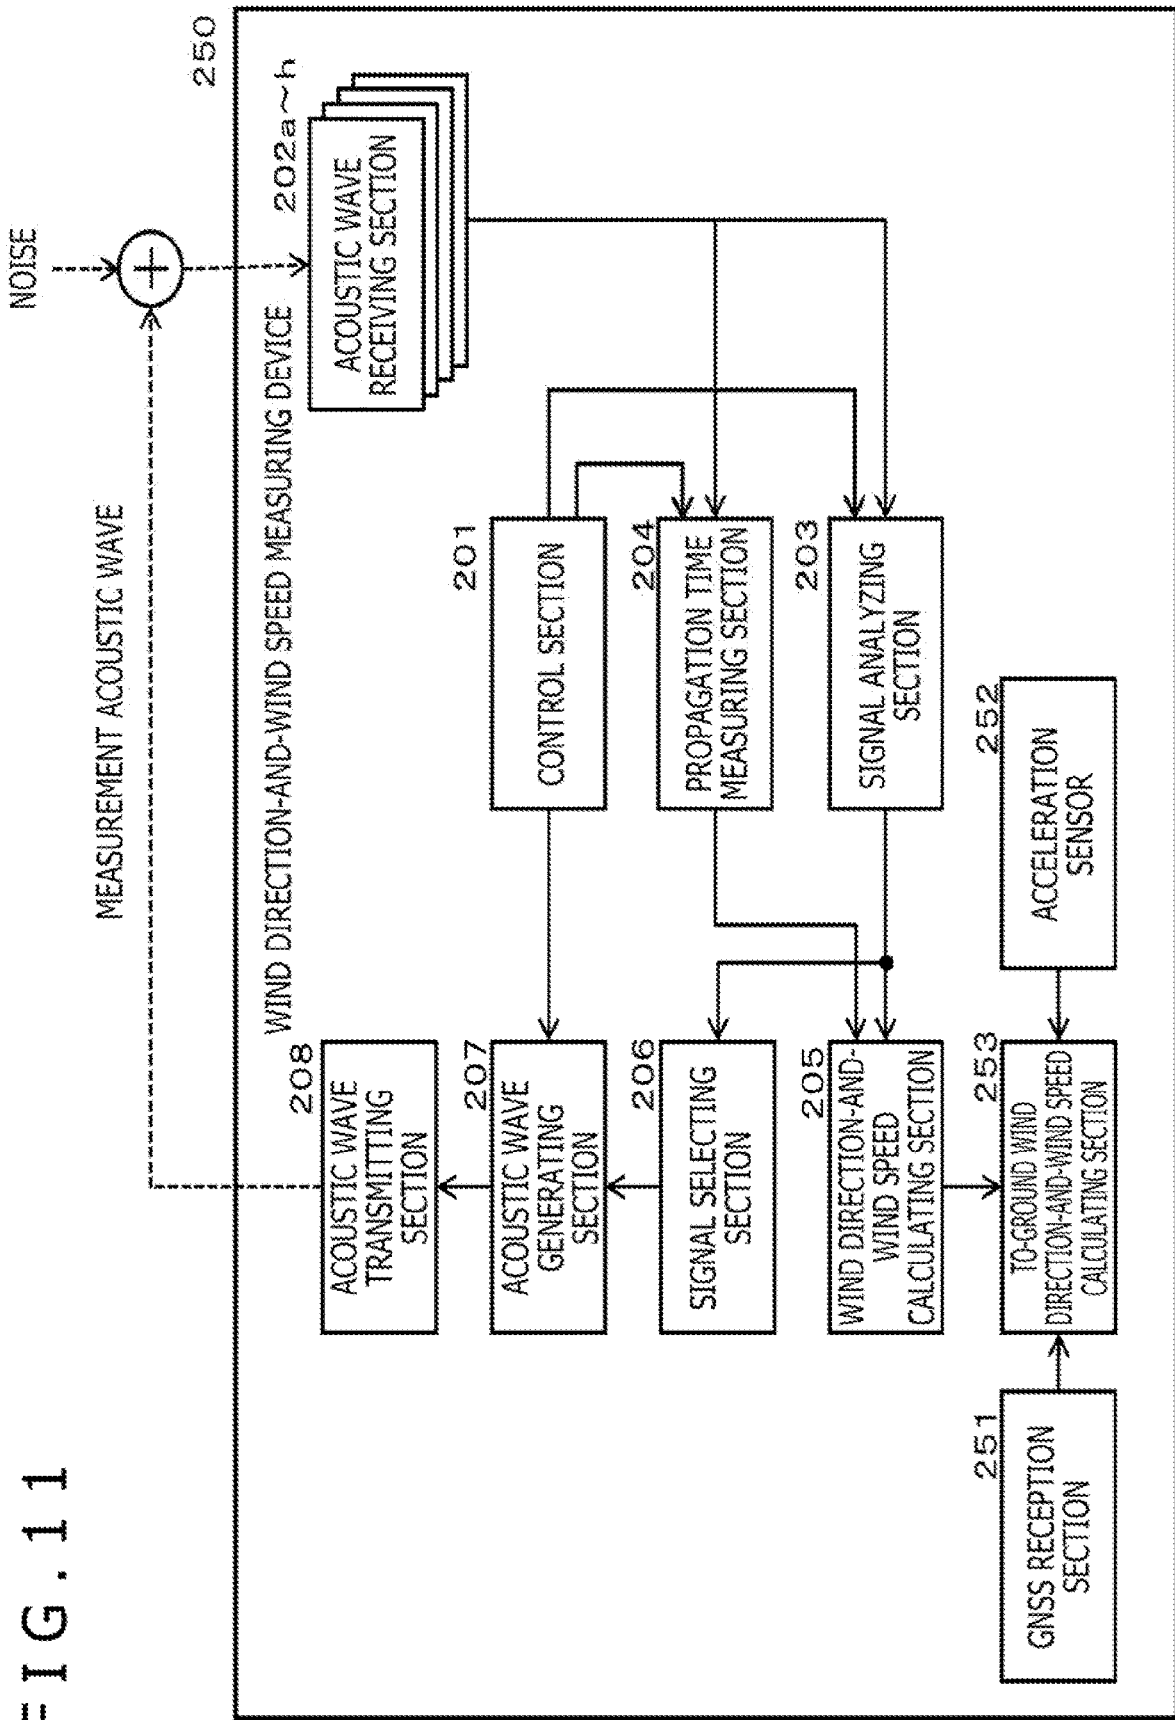 FIG. 11
NOISE
MEASUREMENT ACOUSTIC WAVE
250
WIND DIRECTION-AND-WIND SPEED MEASURING DEVICE
202a~h
ACOUSTIC WAVE
RECEIVING SECTION
208
ACOUSTIC WAVE
TRANSMITTING
SECTION
207
ACOUSTIC WAVE
GENERATING
SECTION
201
CONTROL SECTION
206
SIGNAL SELECTING
SECTION
204
PROPAGATION TIME
MEASURING SECTION
205
WIND DIRECTION-AND-
WIND SPEED
CALCULATING SECTION
203
SIGNAL ANALYZING
SECTION
251
GNSS RECEPTION
SECTION
253
TO-GROUND WIND
DIRECTION-AND-WIND SPEED
CALCULATING SECTION
252
ACCELERATION
SENSOR